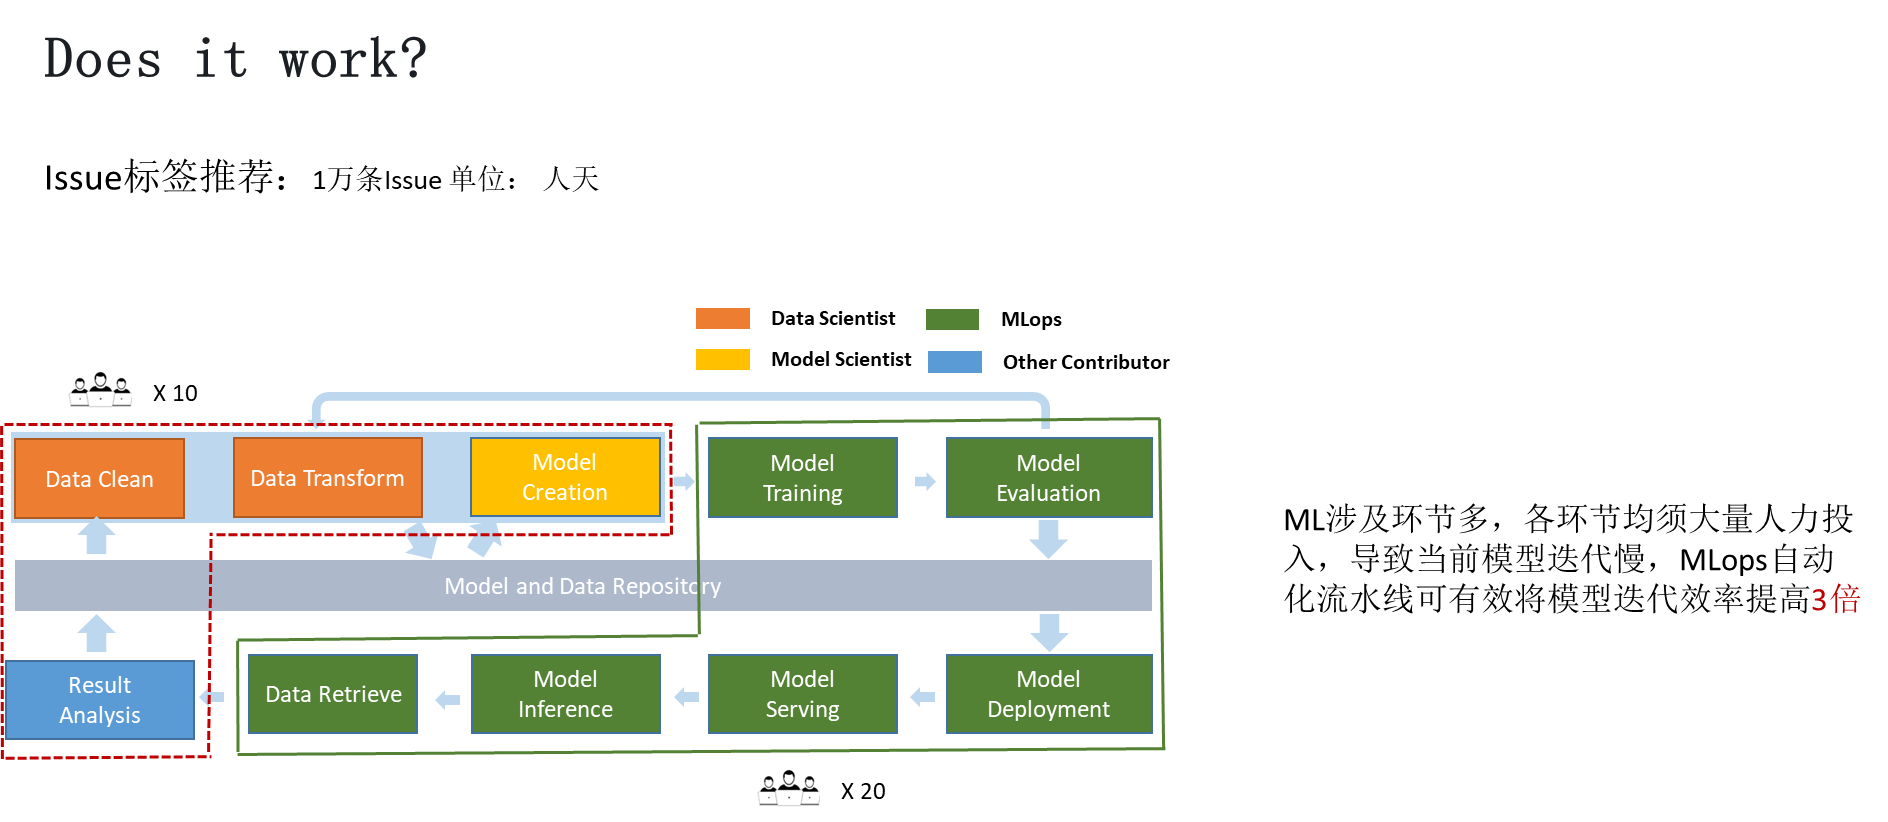 Does it work?
Issue标签推荐：1万条Issue 单位： 人天
Data Scientist
MLops
Model Scientist
Other Contributor
X 10
Data Clean
Data Transform
Model
Creation
Model
Training
Model
Evaluation
Model and Data Repository
Result
Analysis
Data Retrieve
Model
Inference
Model
Serving
Model
Deployment
X 20
ML涉及环节多，各环节均须大量人力投
入，导致当前模型迭代慢，MLops自动
化流水线可有效将模型迭代效率提高3倍